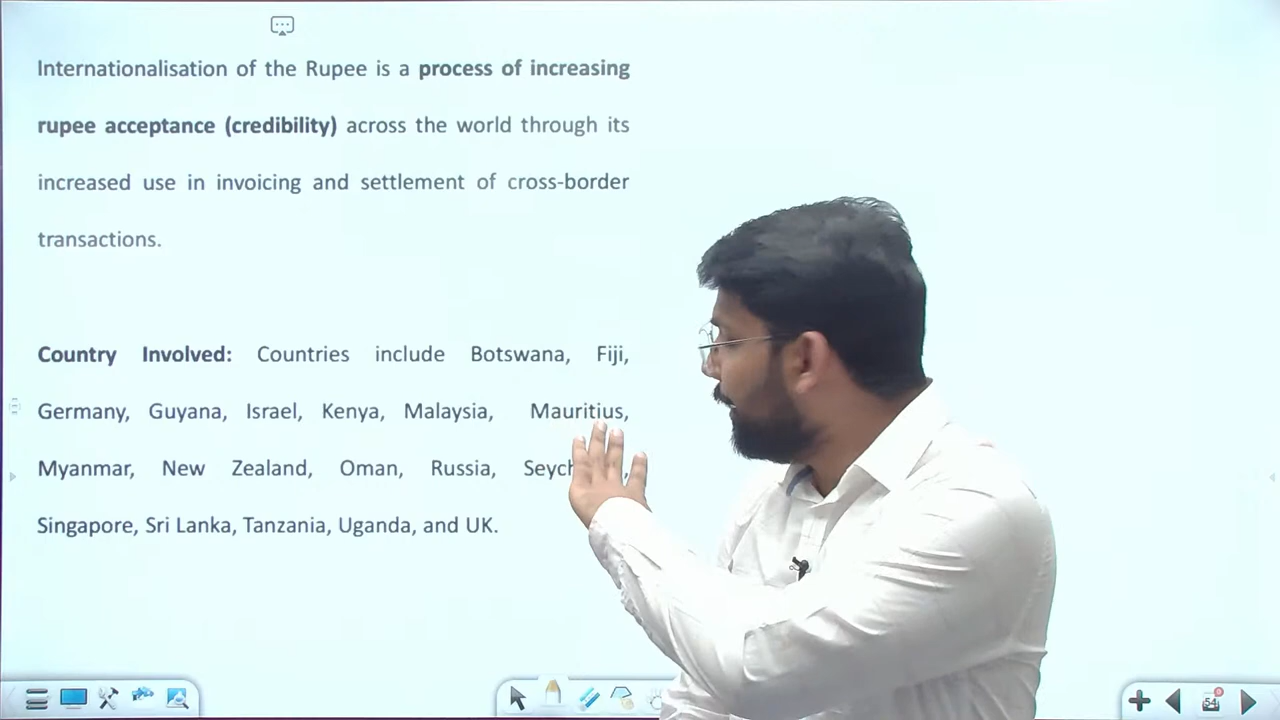 Internationalisation of the Rupee is a process of increasing
rupee acceptance (credibility) across the world through its
increased use in invoicing and settlement of cross-border
transactions.
Country Involved: Countries include Botswana, Fiji,
Germany, Guyana, Israel, Kenya, Malaysia, Mauritius,
Myanmar, New Zealand, Oman, Russia,
Singapore, Sri Lanka, Tanzania, Uganda, and UK.
54